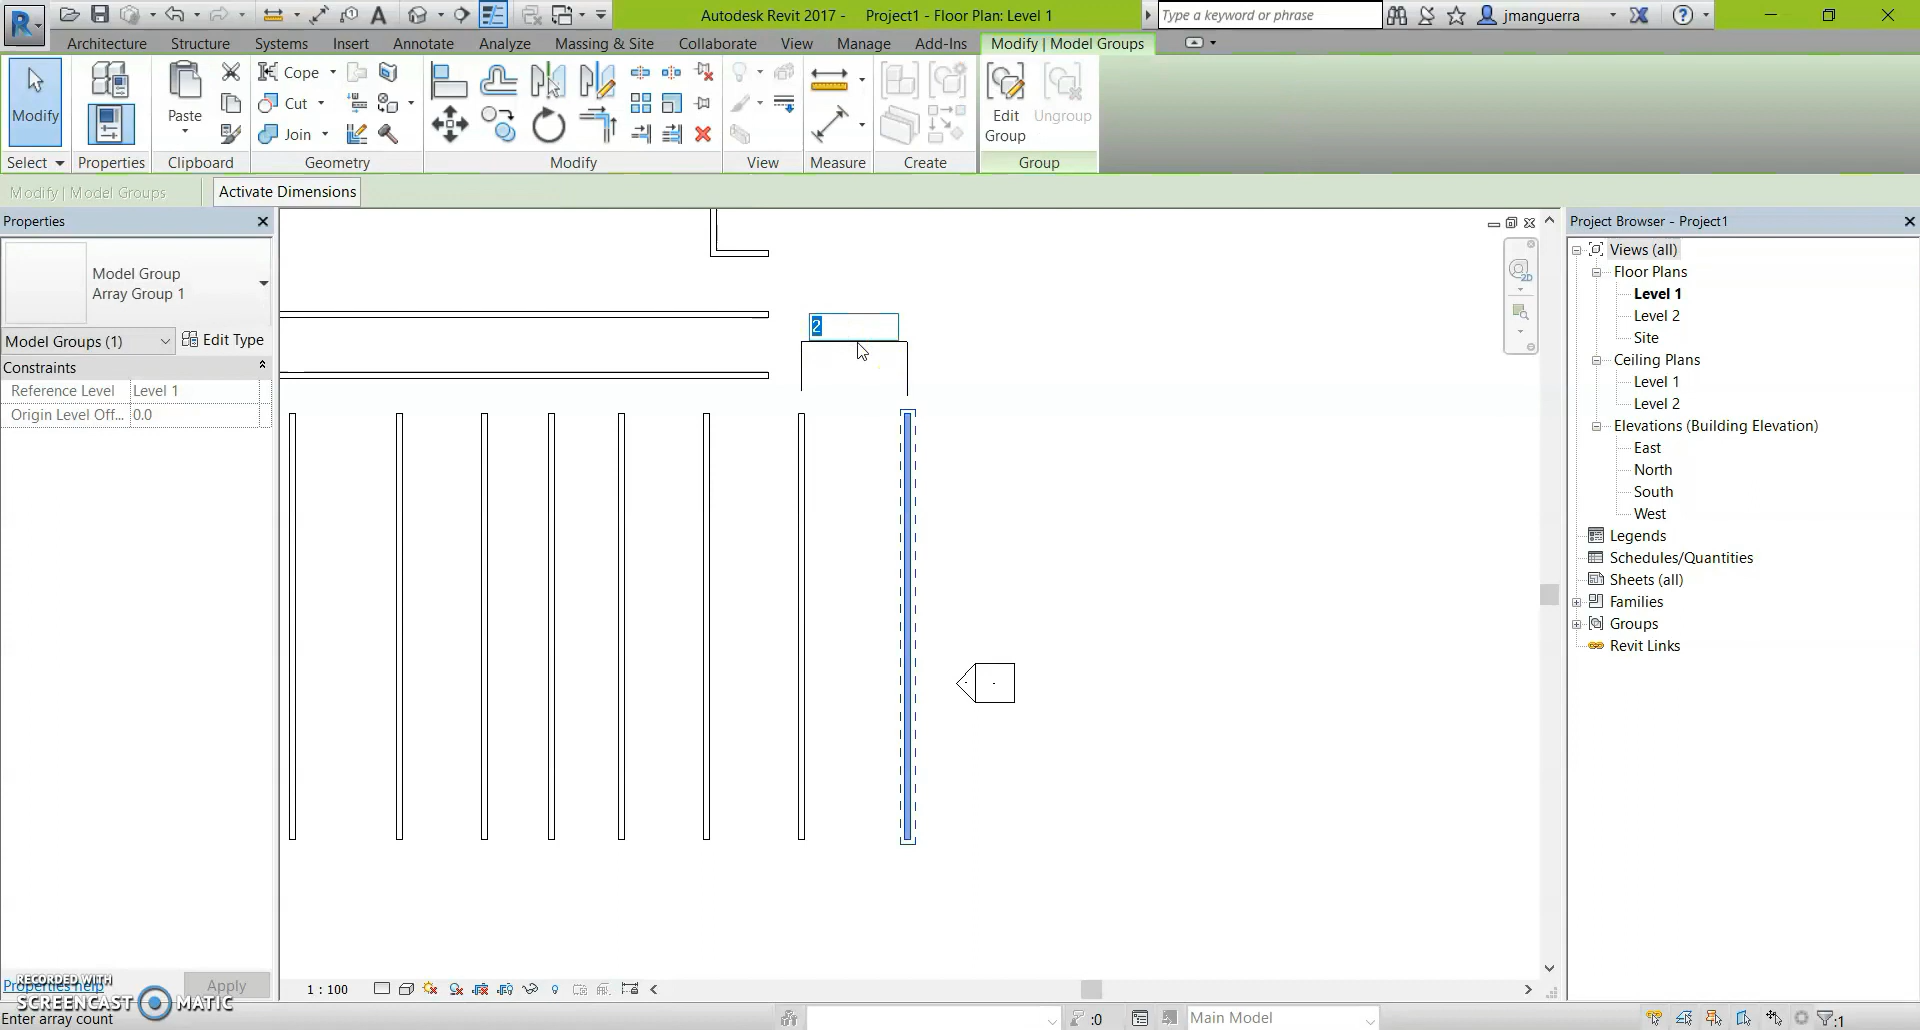 Autodesk Revit 2017 - Project1 - Floor Plan: Level 1
Type a keyword or phrase
jmanguerra
Architecture Structure Systems Insert Annotate Analyze Massing & Site Collaborate View Manage Add-Ins Modify | Model Groups
Modify
Paste
Cope
Cut
Join
Edit
Group
Ungroup
Select Properties Clipboard Geometry Modify View Measure Create Group
Modify | Model Groups
Activate Dimensions
Properties
Model Group
Array Group 1
Model Groups (1)
Edit Type
Constraints
Reference Level Level 1
Origin Level Off... 0.0
2
2D
Project Browser - Project1
Views (all)
Floor Plans
Level 1
Level 2
Site
Ceiling Plans
Level 1
Level 2
Elevations (Building Elevation)
East
North
South
West
Legends
Schedules/Quantities
Sheets (all)
Families
Groups
Revit Links
Properties help
Apply
RECORDED WITH
SCREENCAST MATIC
1 : 100
Enter array count
:0
Main Model
:1